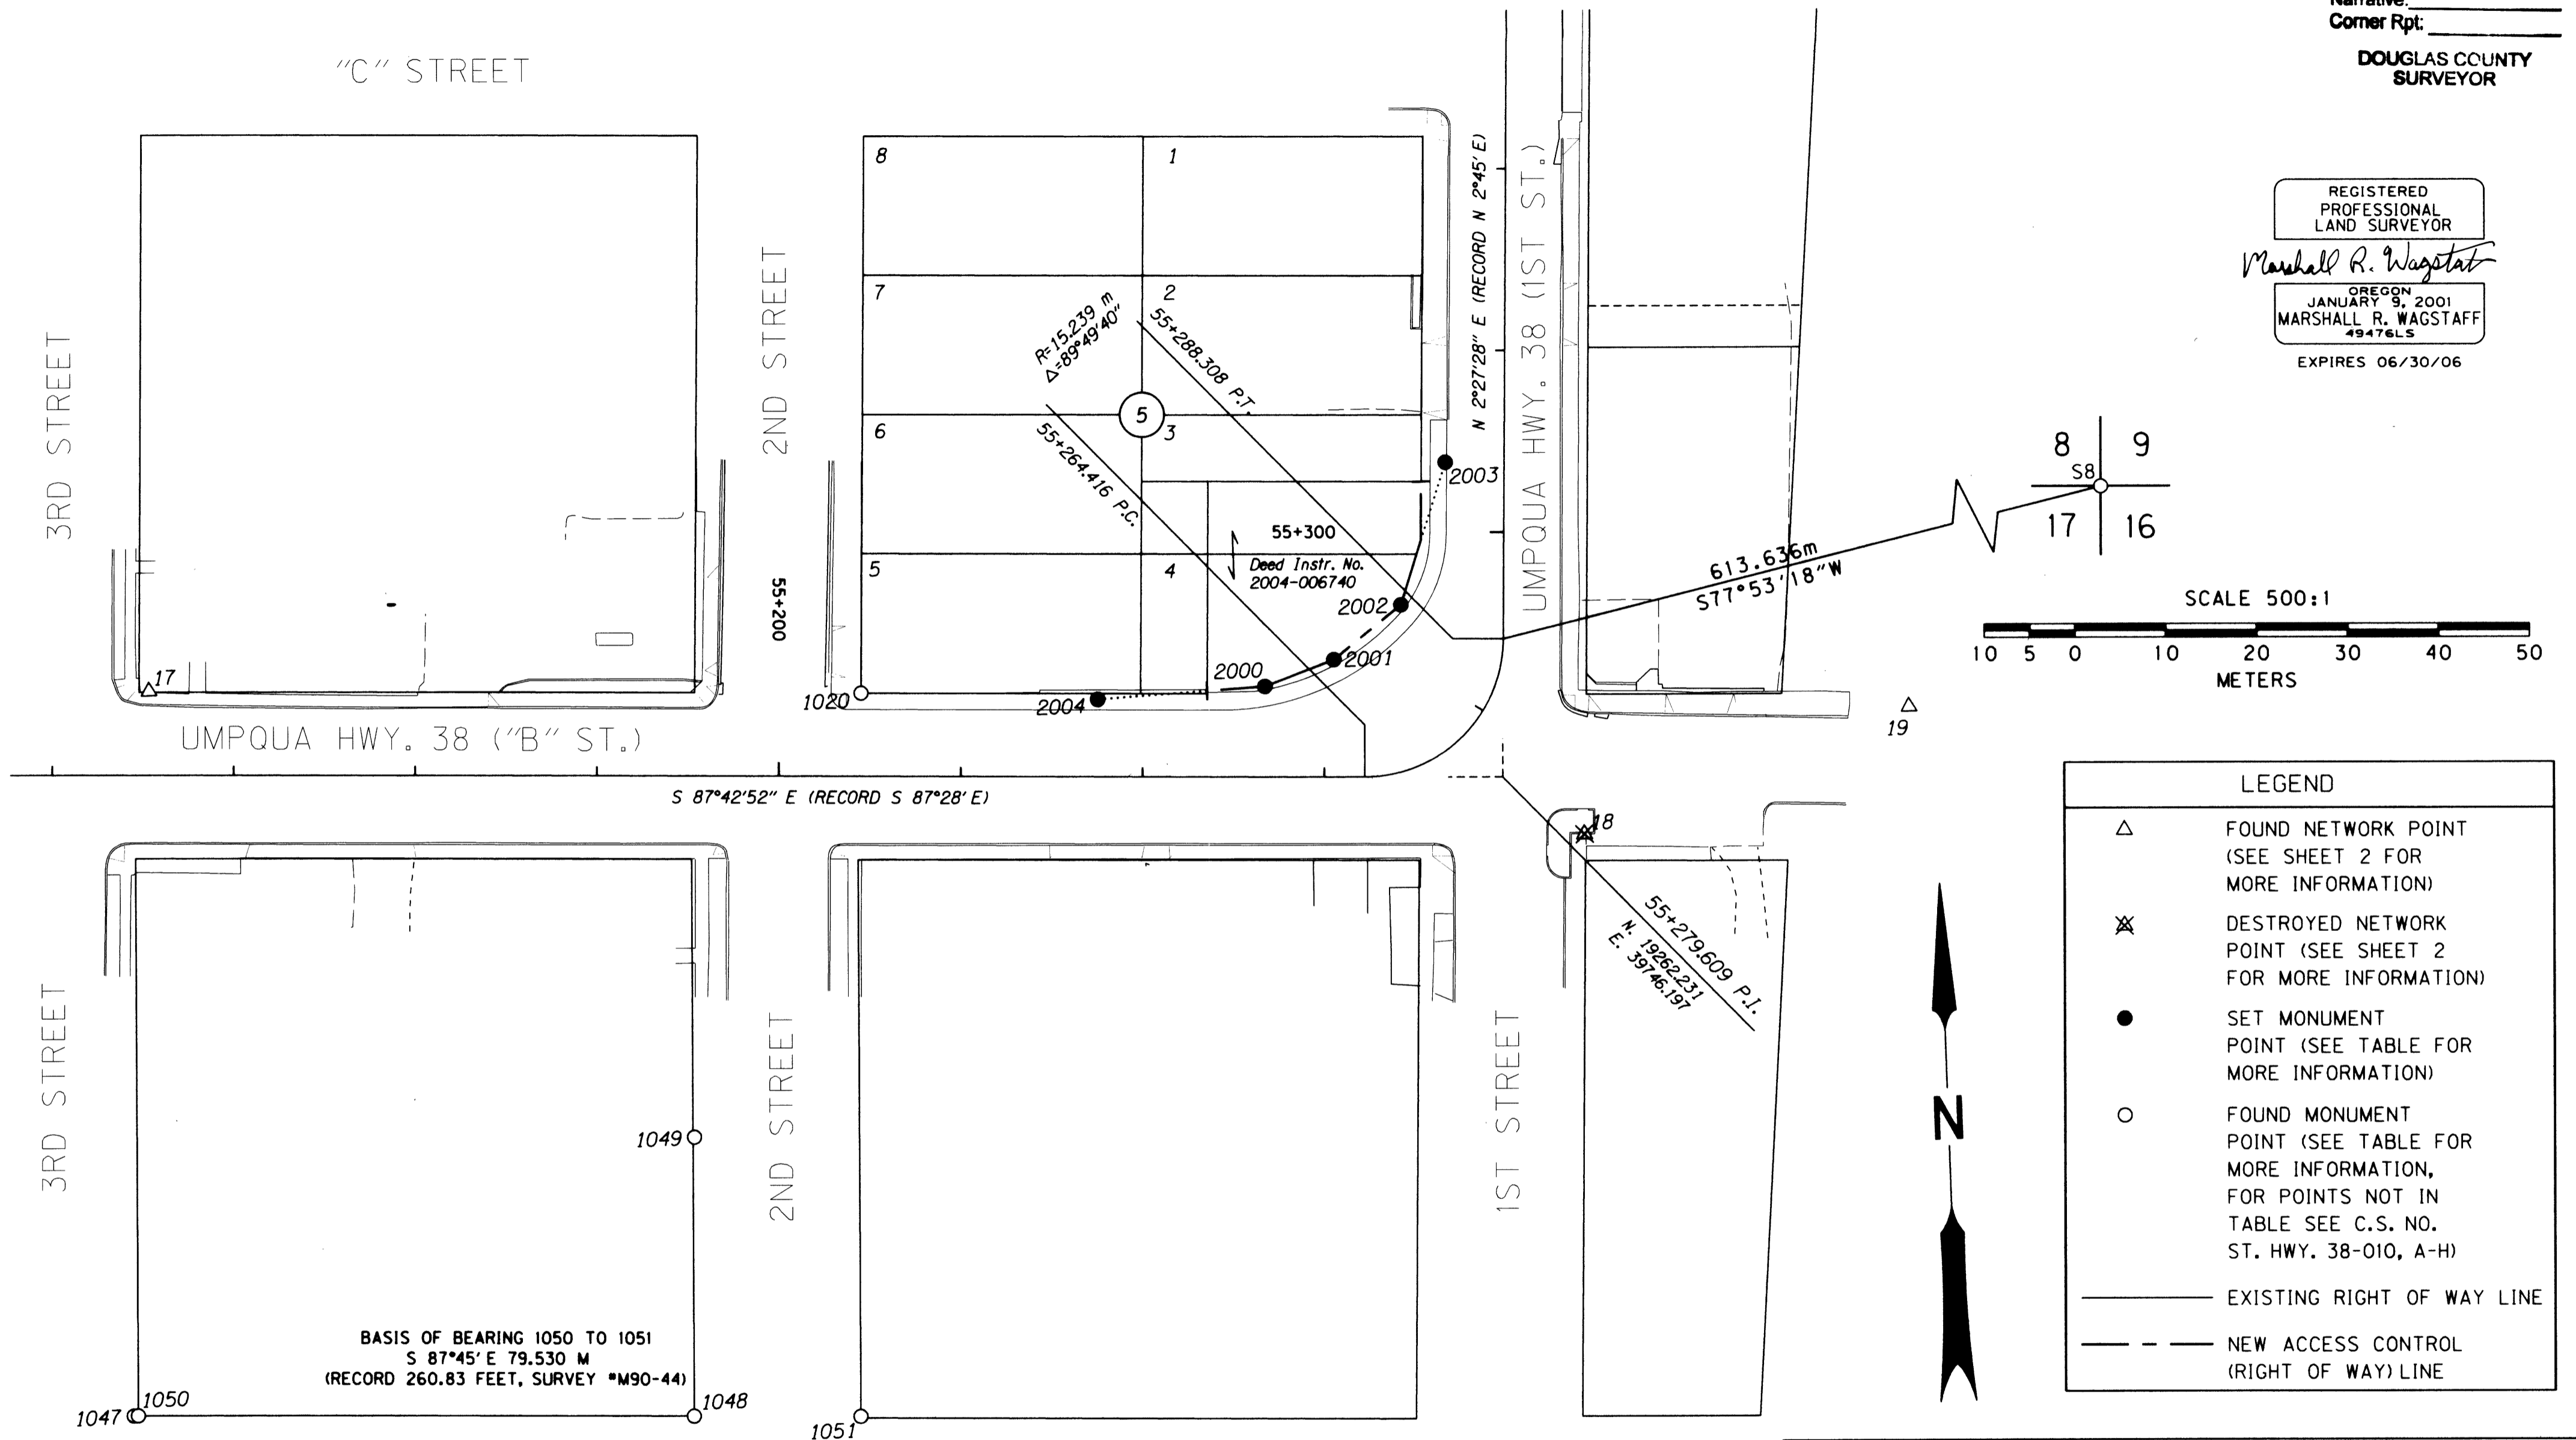 Narrative:
Corner Rpt:
DOUGLAS COUNTY
SURVEYOR
"C" STREET
REGISTERED
PROFESSIONAL
LAND SURVEYOR
Marshall R. Wagstaff
OREGON
JANUARY 9, 2001
MARSHALL R. WAGSTAFF
49476LS
EXPIRES 06/30/06
3RD STREET
2ND STREET
8
1
7
2
6
3
5
4
5
R=15.239 m
Δ=89°49'40"
55+288.308 P.T.
55+264.416 P.C.
N 2°27'28" E (RECORD N 2°45' E)
UMPQUA HWY. 38 (1ST ST.)
8
9
S8
17
16
613.636m
S77°53'18"W
55+300
Deed Instr. No.
2004-006740
55+200
2003
2002
2001
2000
2004
1020
17
19
SCALE 500:1
10 5 0 10 20 30 40 50
METERS
UMPQUA HWY. 38 ("B" ST.)
S 87°42'52" E (RECORD S 87°28' E)
18
55+279.609 P.I.
N. 19262.231
E. 39746.197
LEGEND
FOUND NETWORK POINT
(SEE SHEET 2 FOR
MORE INFORMATION)
DESTROYED NETWORK
POINT (SEE SHEET 2
FOR MORE INFORMATION)
SET MONUMENT
POINT (SEE TABLE FOR
MORE INFORMATION)
FOUND MONUMENT
POINT (SEE TABLE FOR
MORE INFORMATION,
FOR POINTS NOT IN
TABLE SEE C.S. NO.
ST. HWY. 38-010, A-H)
EXISTING RIGHT OF WAY LINE
NEW ACCESS CONTROL
(RIGHT OF WAY) LINE
N
3RD STREET
2ND STREET
1ST STREET
1049
BASIS OF BEARING 1050 TO 1051
S 87°45' E 79.530 M
(RECORD 260.83 FEET, SURVEY #M90-44)
1047
1050
1048
1051